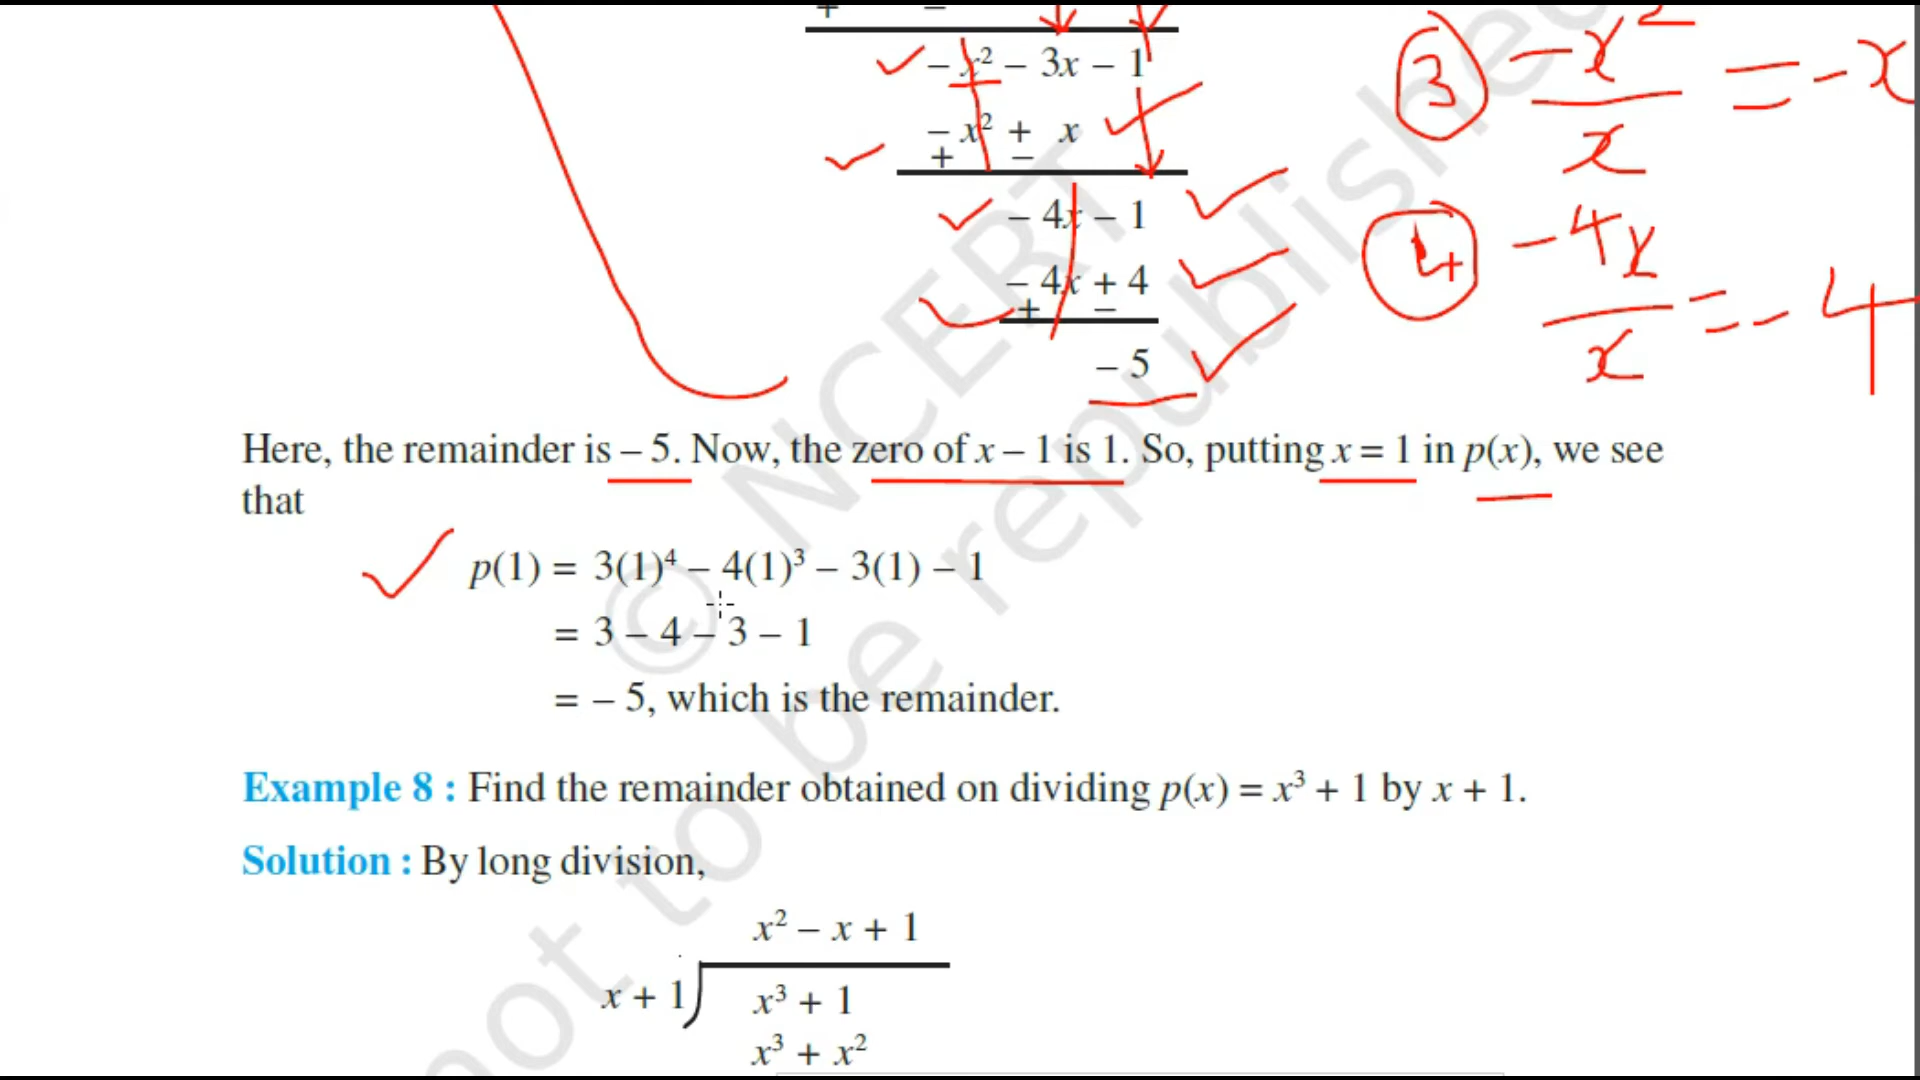 + −
− x² − 3x − 1
− x² + x
+ −
− 4x − 1
− 4x + 4
+ −
− 5
③ −x² / x = −x
④ −4x / x = −4
Here, the remainder is – 5. Now, the zero of x – 1 is 1. So, putting x = 1 in p(x), we see
that
p(1) = 3(1)⁴ – 4(1)³ – 3(1) – 1
= 3 – 4 – 3 – 1
= – 5, which is the remainder.
Example 8 : Find the remainder obtained on dividing p(x) = x³ + 1 by x + 1.
Solution : By long division,
x² – x + 1
x + 1 x³ + 1
x³ + x²
© NCERT
not to be republished